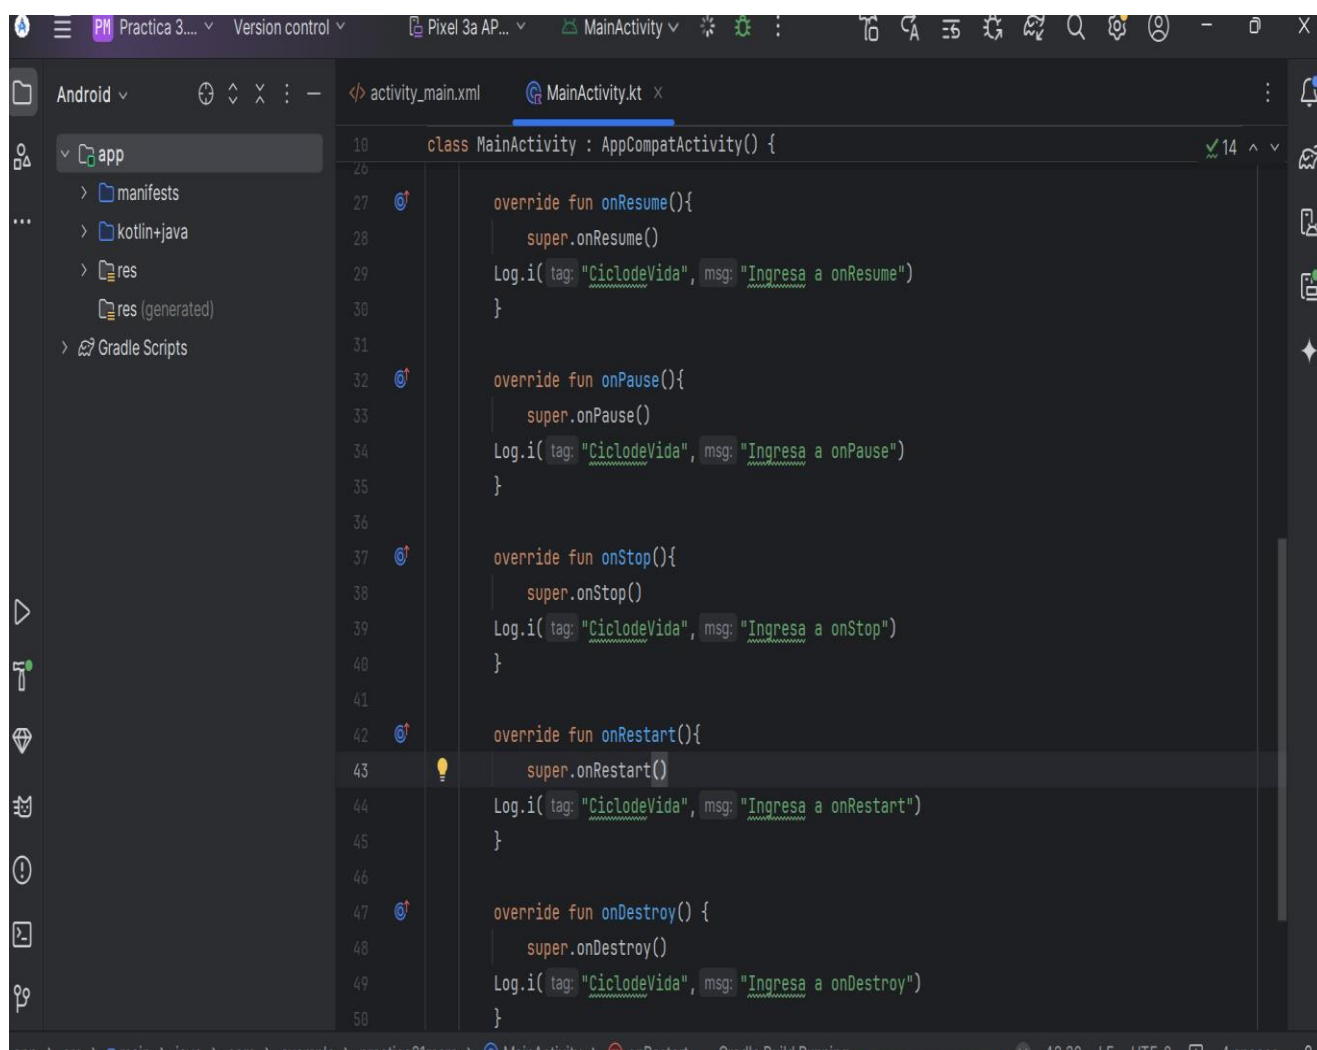 PM Practica 3.... Version control Pixel 3a AP... MainActivity
Android
activity_main.xml MainActivity.kt
app
manifests
kotlin+java
res
res (generated)
Gradle Scripts
10 class MainActivity : AppCompatActivity() { 14
26
27 override fun onResume(){
28 super.onResume()
29 Log.i( tag: "CiclodeVida", msg: "Ingresa a onResume")
30 }
31
32 override fun onPause(){
33 super.onPause()
34 Log.i( tag: "CiclodeVida", msg: "Ingresa a onPause")
35 }
36
37 override fun onStop(){
38 super.onStop()
39 Log.i( tag: "CiclodeVida", msg: "Ingresa a onStop")
40 }
41
42 override fun onRestart(){
43 super.onRestart()
44 Log.i( tag: "CiclodeVida", msg: "Ingresa a onRestart")
45 }
46
47 override fun onDestroy() {
48 super.onDestroy()
49 Log.i( tag: "CiclodeVida", msg: "Ingresa a onDestroy")
50 }